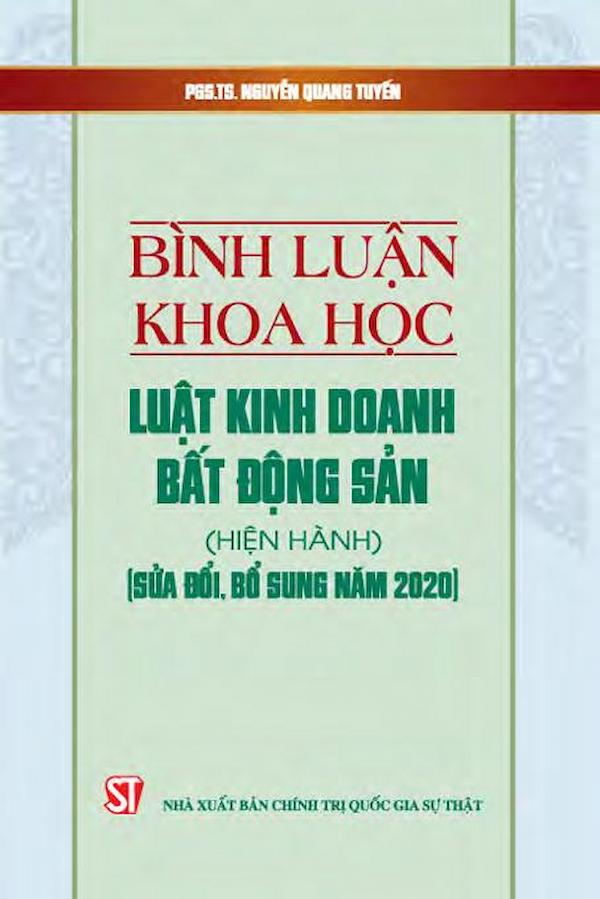 PGS.TS. NGUYỄN QUANG TUYẾN
BÌNH LUẬN
KHOA HỌC
LUẬT KINH DOANH
BẤT ĐỘNG SẢN
(HIỆN HÀNH)
(SỬA ĐỔI, BỔ SUNG NĂM 2020)
ST
NHÀ XUẤT BẢN CHÍNH TRỊ QUỐC GIA SỰ THẬT